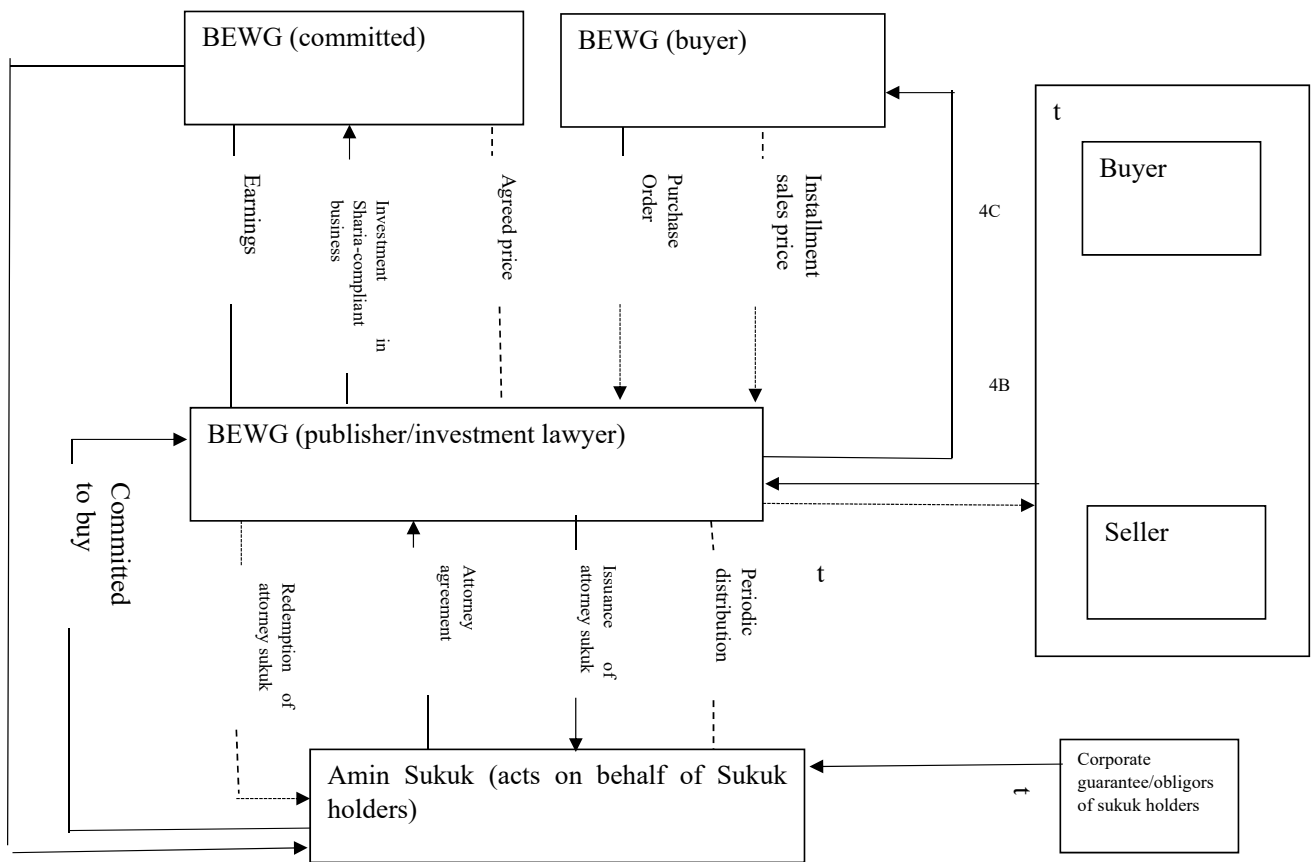 BEWG (committed)
BEWG (buyer)
t
Buyer
Earnings
Investment in
Sharia-compliant
business
Agreed price
Purchase
Order
Installment
sales price
4C
4B
BEWG (publisher/investment lawyer)
Committed
to buy
Seller
Redemption of
attorney sukuk
Attorney
agreement
Issuance of
attorney sukuk
Periodic
distribution
t
Amin Sukuk (acts on behalf of Sukuk
holders)
t
Corporate
guarantee/obligors
of sukuk holders